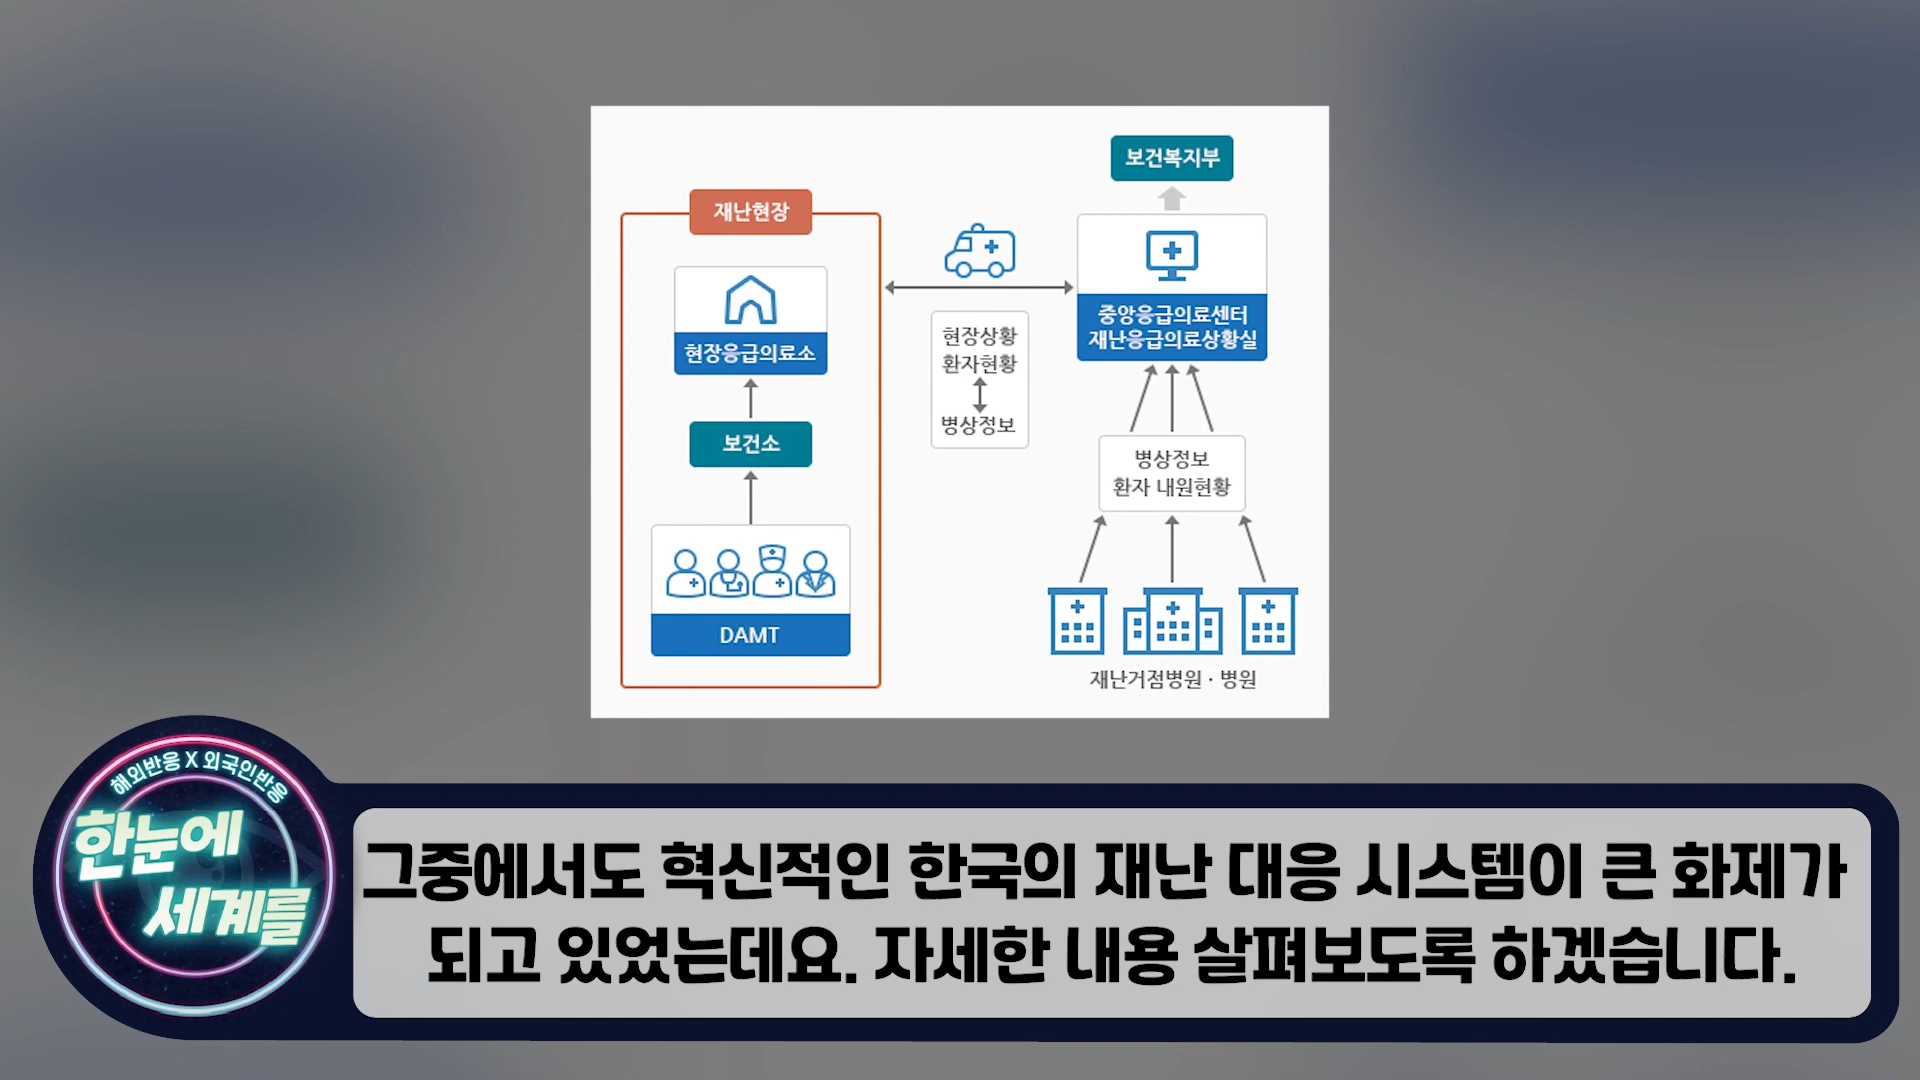 보건복지부
재난현장
현장응급의료소
보건소
DAMT
현장상황
환자현황
병상정보
중앙응급의료센터
재난응급의료상황실
병상정보
환자 내원현황
재난거점병원 · 병원
해외반응 X 외국인반응
한눈에
세계를
그중에서도 혁신적인 한국의 재난 대응 시스템이 큰 화제가
되고 있었는데요. 자세한 내용 살펴보도록 하겠습니다.